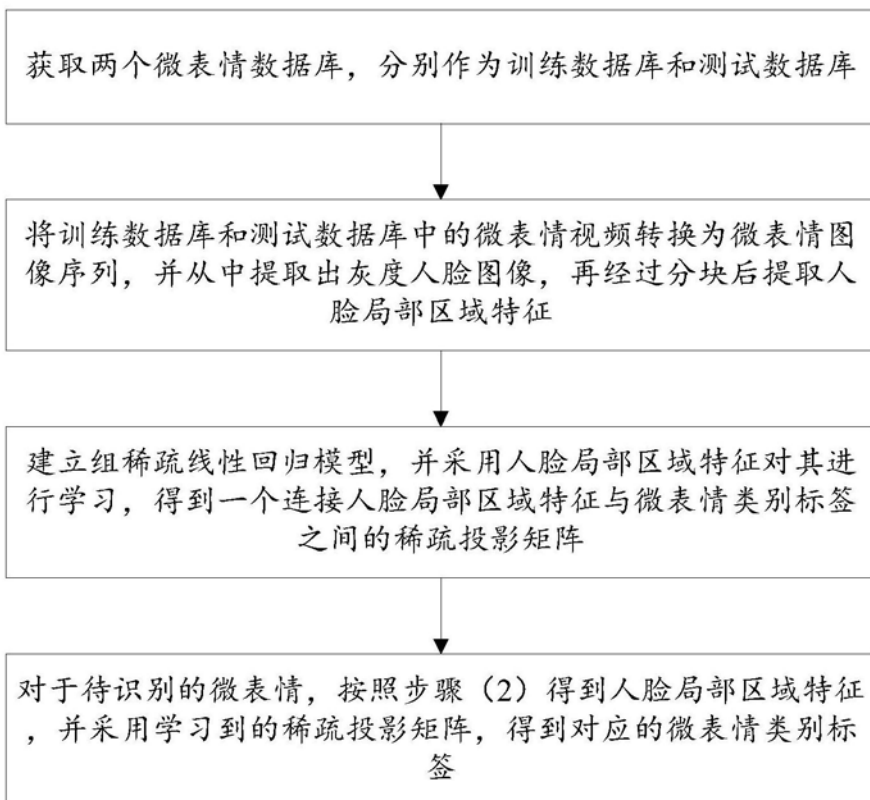 获取两个微表情数据库，分别作为训练数据库和测试数据库
将训练数据库和测试数据库中的微表情视频转换为微表情图
像序列，并从中提取出灰度人脸图像，再经过分块后提取人
脸局部区域特征
建立组稀疏线性回归模型，并采用人脸局部区域特征对其进
行学习，得到一个连接人脸局部区域特征与微表情类别标签
之间的稀疏投影矩阵
对于待识别的微表情，按照步骤（2）得到人脸局部区域特征
，并采用学习到的稀疏投影矩阵，得到对应的微表情类别标
签